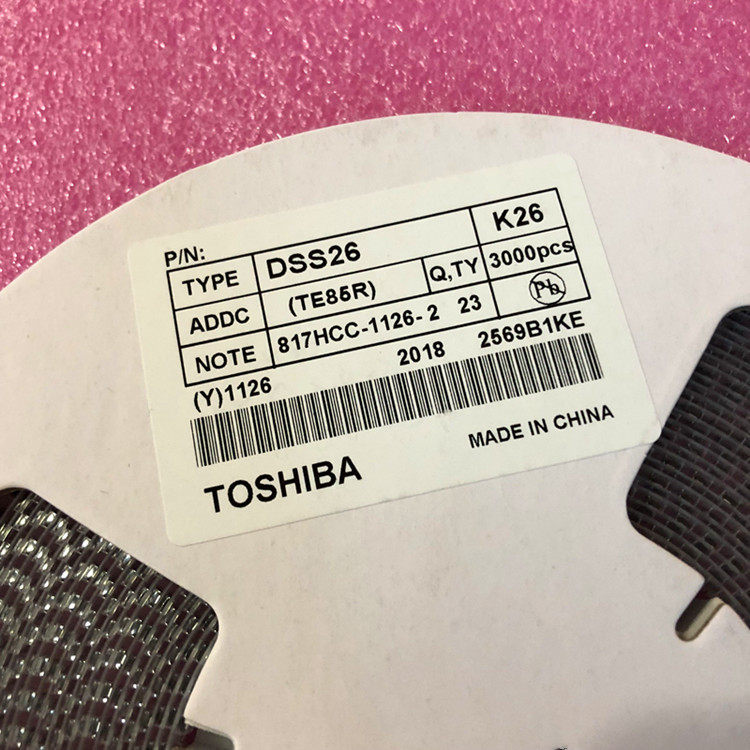 P/N:
TYPE DSS26 K26
ADDC (TE85R) Q,TY 3000pcs
NOTE 817HCC-1126-2 23 Pb
(Y)1126 2018 2569B1KE
MADE IN CHINA
TOSHIBA